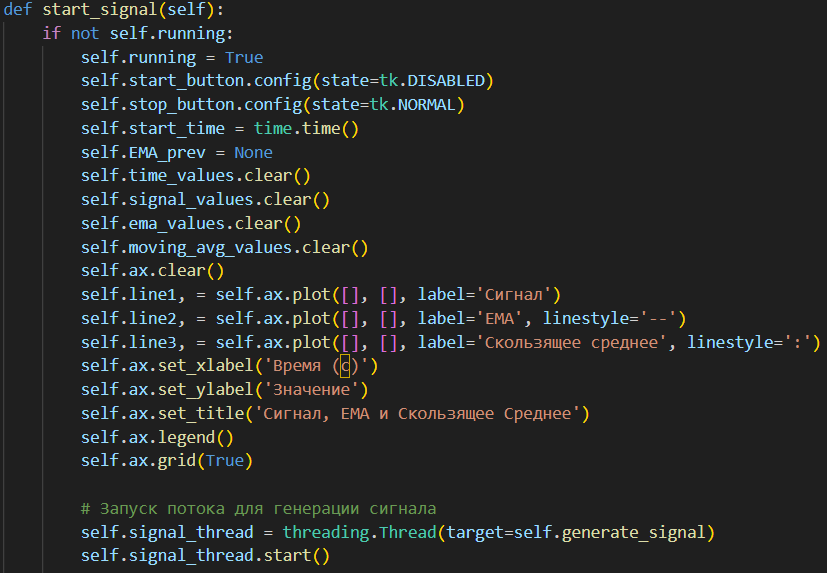 def start_signal(self):
    if not self.running:
        self.running = True
        self.start_button.config(state=tk.DISABLED)
        self.stop_button.config(state=tk.NORMAL)
        self.start_time = time.time()
        self.EMA_prev = None
        self.time_values.clear()
        self.signal_values.clear()
        self.ema_values.clear()
        self.moving_avg_values.clear()
        self.ax.clear()
        self.line1, = self.ax.plot([], [], label='Сигнал')
        self.line2, = self.ax.plot([], [], label='EMA', linestyle='--')
        self.line3, = self.ax.plot([], [], label='Скользящее среднее', linestyle=':')
        self.ax.set_xlabel('Время (с)')
        self.ax.set_ylabel('Значение')
        self.ax.set_title('Сигнал, EMA и Скользящее Среднее')
        self.ax.legend()
        self.ax.grid(True)

        # Запуск потока для генерации сигнала
        self.signal_thread = threading.Thread(target=self.generate_signal)
        self.signal_thread.start()